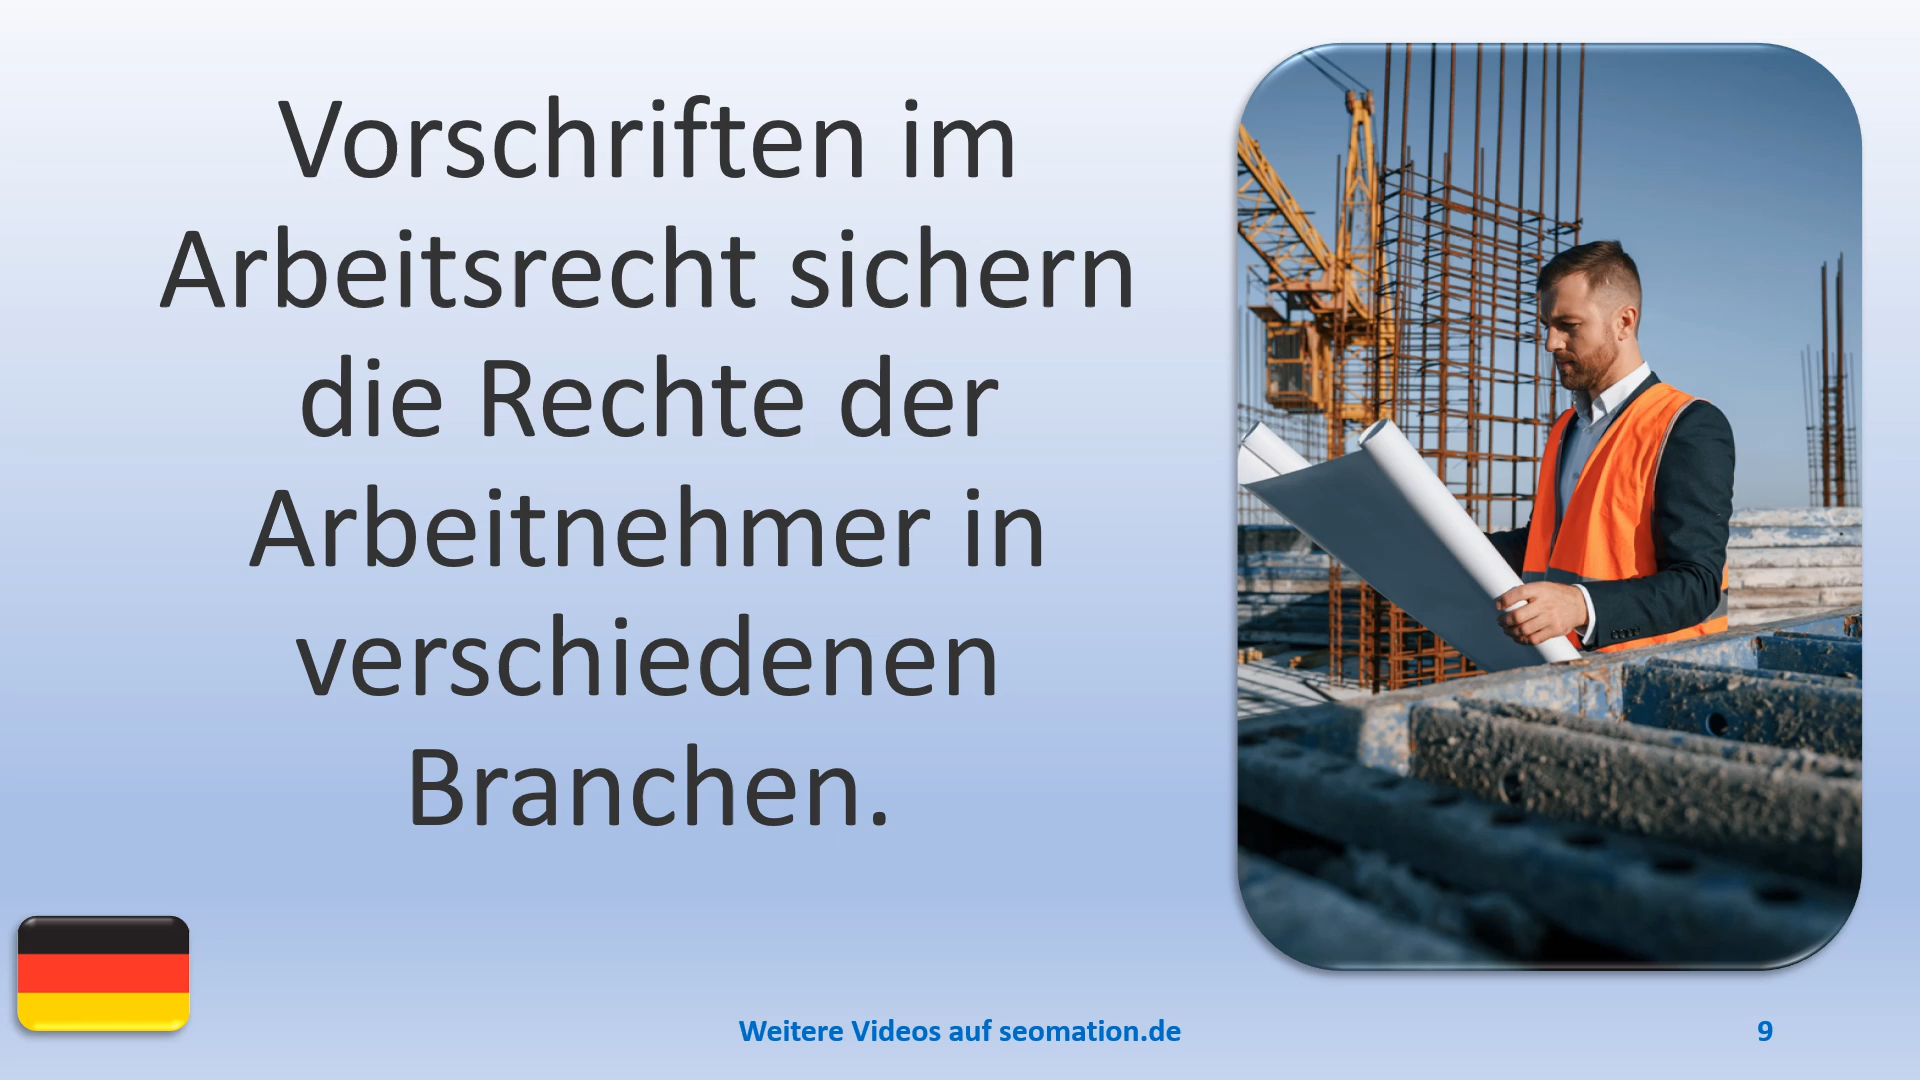 Vorschriften im
Arbeitsrecht sichern
die Rechte der
Arbeitnehmer in
verschiedenen
Branchen.
Weitere Videos auf seomation.de
9